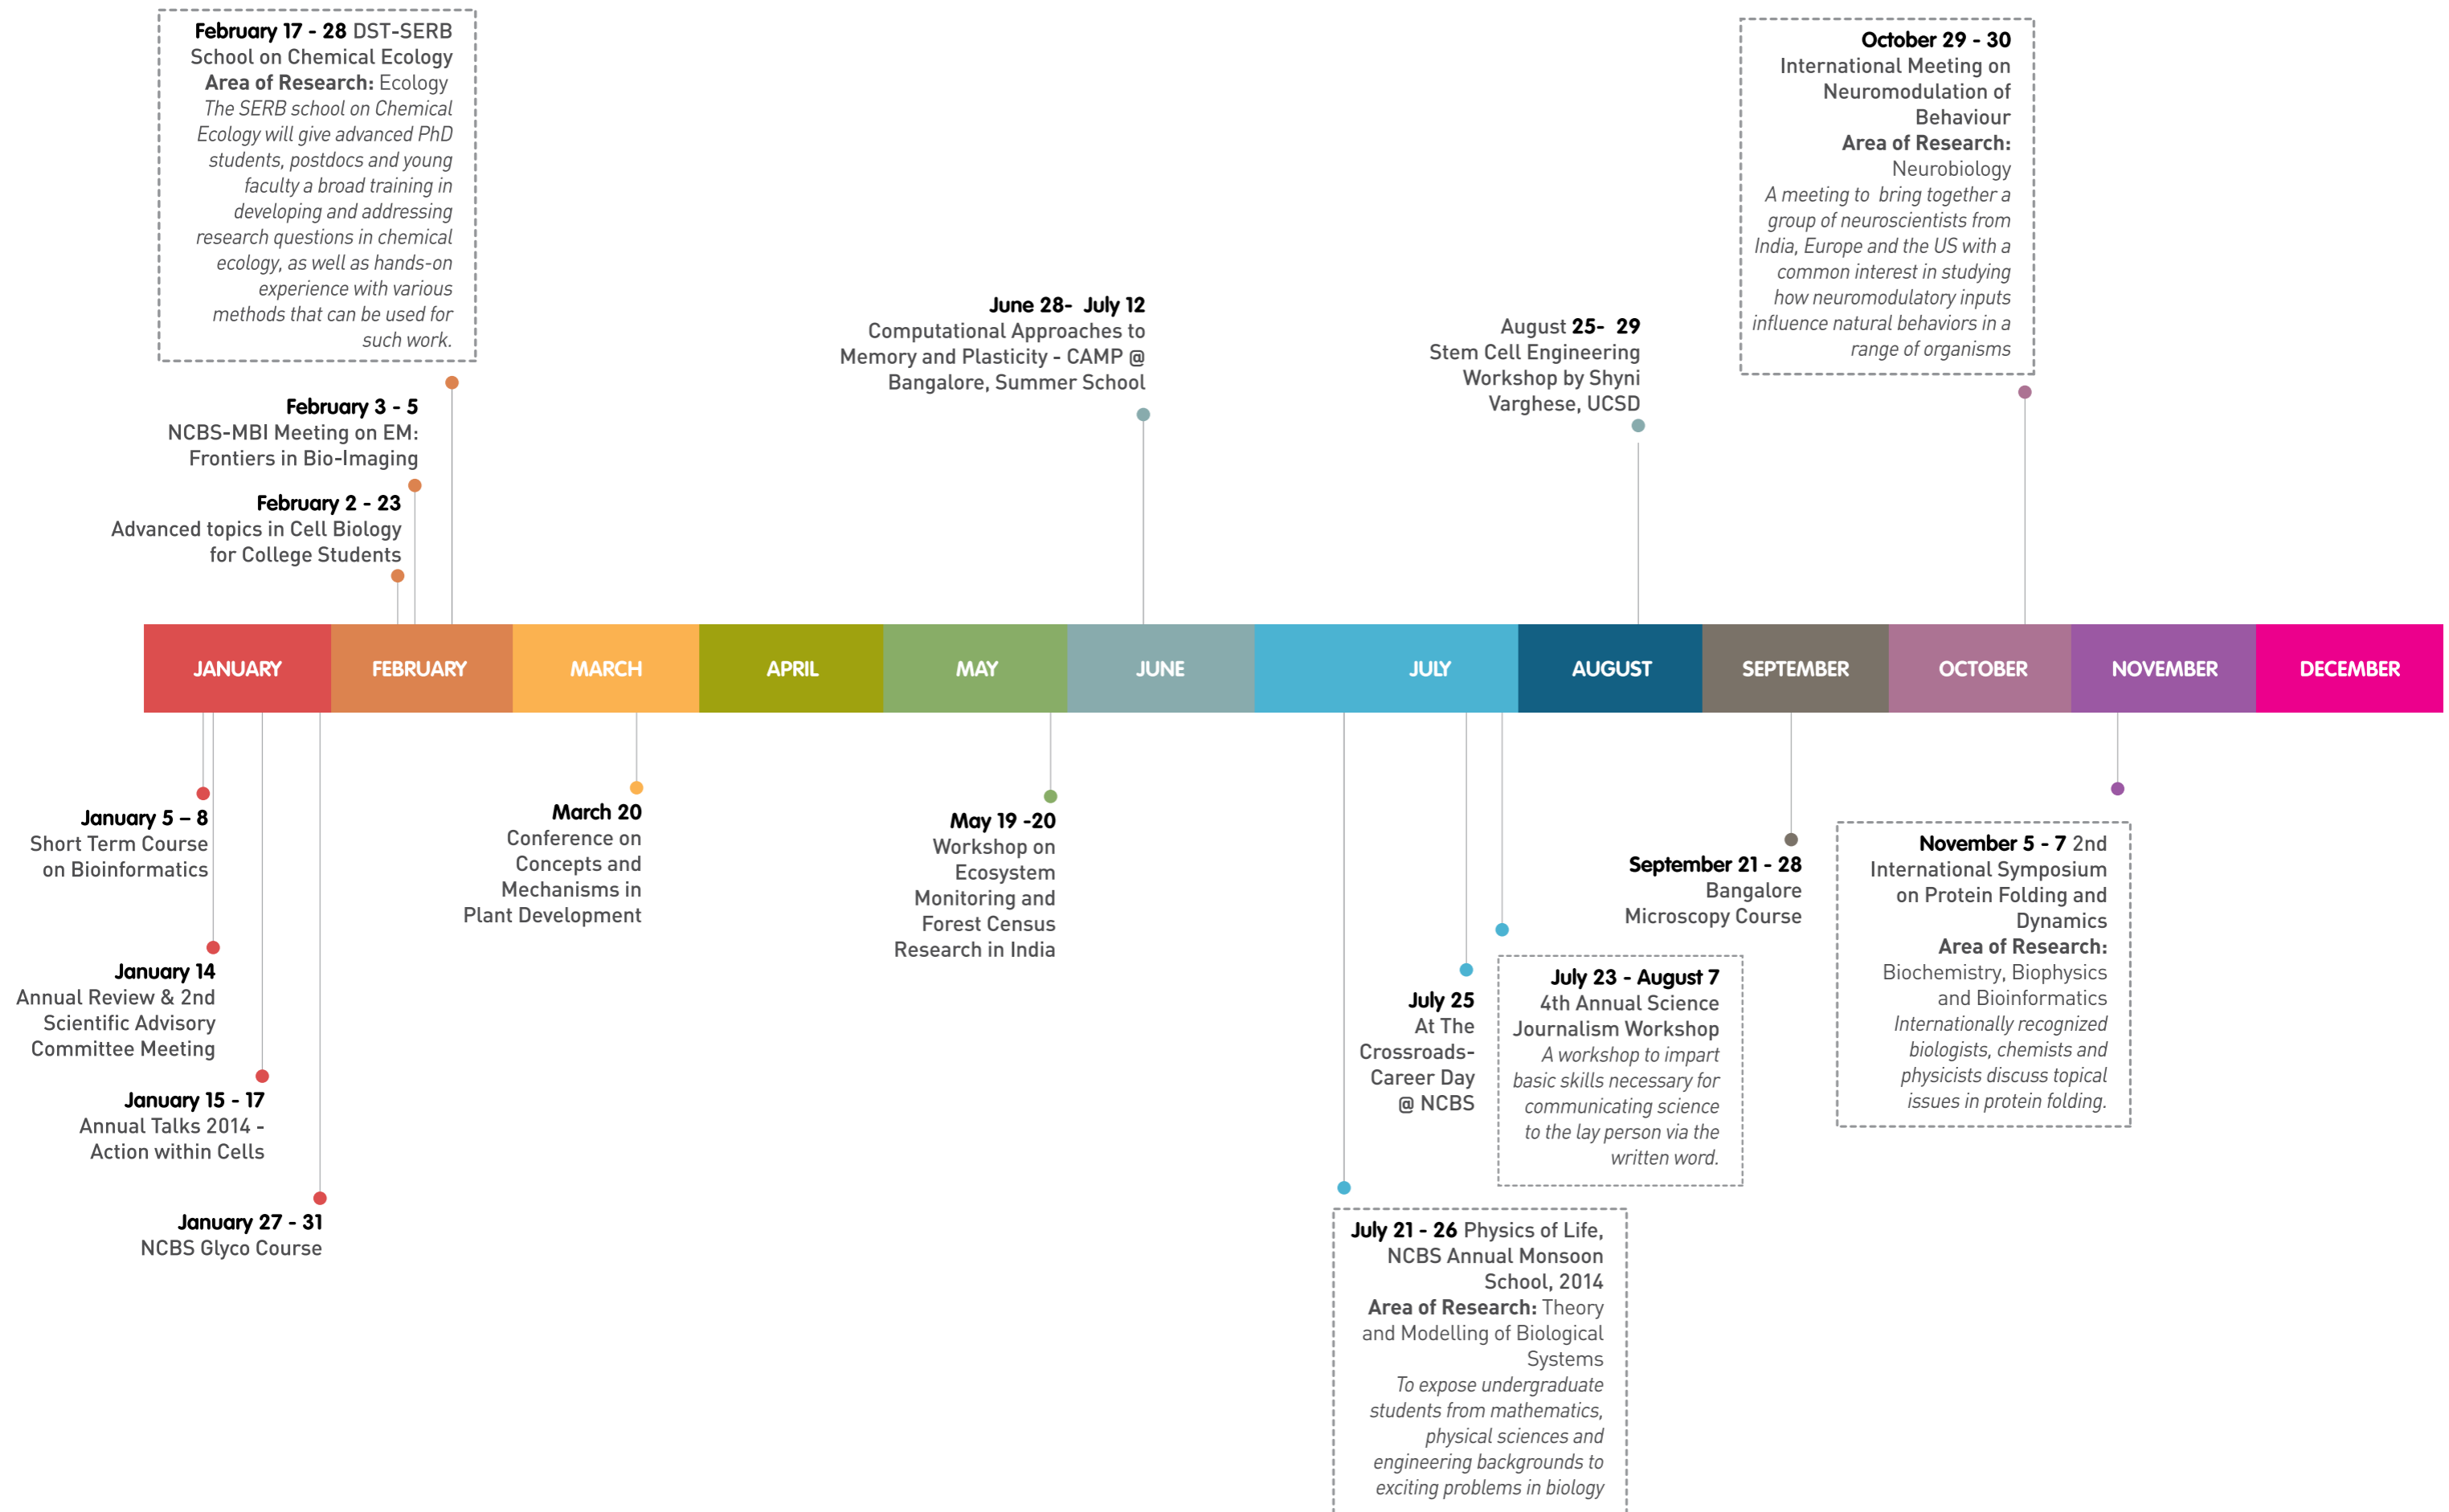 February 17 - 28 DST-SERB
School on Chemical Ecology
Area of Research: Ecology
The SERB school on Chemical
Ecology will give advanced PhD
students, postdocs and young
faculty a broad training in
developing and addressing
research questions in chemical
ecology, as well as hands-on
experience with various
methods that can be used for
such work.
February 3 - 5
NCBS-MBI Meeting on EM:
Frontiers in Bio-Imaging
February 2 - 23
Advanced topics in Cell Biology
for College Students
June 28- July 12
Computational Approaches to
Memory and Plasticity - CAMP @
Bangalore, Summer School
August 25- 29
Stem Cell Engineering
Workshop by Shyni
Varghese, UCSD
October 29 - 30
International Meeting on
Neuromodulation of
Behaviour
Area of Research:
Neurobiology
A meeting to bring together a
group of neuroscientists from
India, Europe and the US with a
common interest in studying
how neuromodulatory inputs
influence natural behaviors in a
range of organisms
JANUARY
FEBRUARY
MARCH
APRIL
MAY
JUNE
JULY
AUGUST
SEPTEMBER
OCTOBER
NOVEMBER
DECEMBER
January 5 – 8
Short Term Course
on Bioinformatics
January 14
Annual Review & 2nd
Scientific Advisory
Committee Meeting
January 15 - 17
Annual Talks 2014 -
Action within Cells
January 27 - 31
NCBS Glyco Course
March 20
Conference on
Concepts and
Mechanisms in
Plant Development
May 19 -20
Workshop on
Ecosystem
Monitoring and
Forest Census
Research in India
July 25
At The
Crossroads-
Career Day
@ NCBS
July 23 - August 7
4th Annual Science
Journalism Workshop
A workshop to impart
basic skills necessary for
communicating science
to the lay person via the
written word.
July 21 - 26 Physics of Life,
NCBS Annual Monsoon
School, 2014
Area of Research: Theory
and Modelling of Biological
Systems
To expose undergraduate
students from mathematics,
physical sciences and
engineering backgrounds to
exciting problems in biology
September 21 - 28
Bangalore
Microscopy Course
November 5 - 7 2nd
International Symposium
on Protein Folding and
Dynamics
Area of Research:
Biochemistry, Biophysics
and Bioinformatics
Internationally recognized
biologists, chemists and
physicists discuss topical
issues in protein folding.